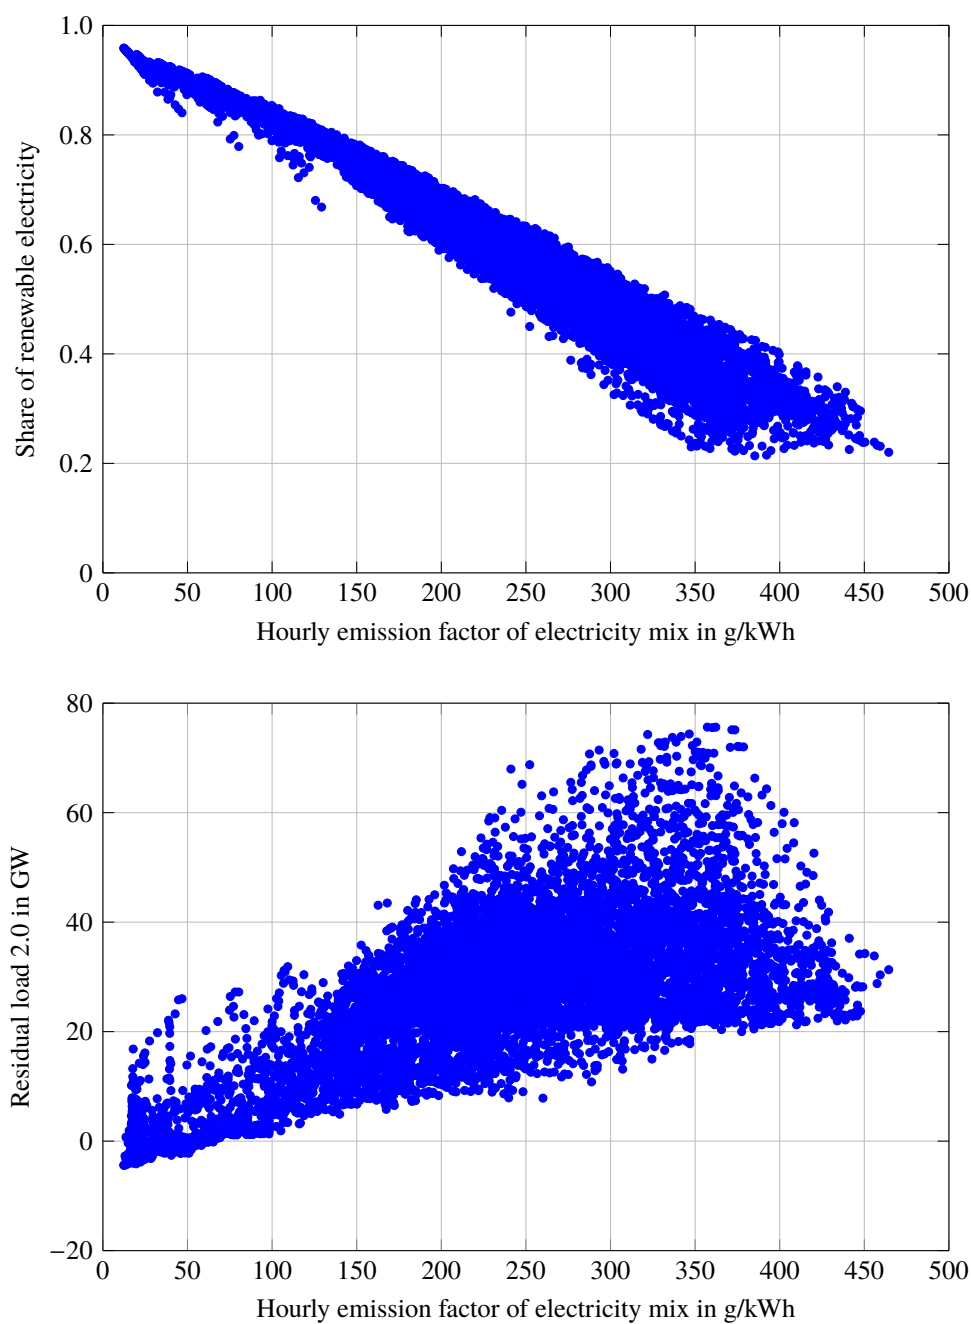 1.0
0.8
0.6
0.4
0.2
0
0 50 100 150 200 250 300 350 400 450 500
Share of renewable electricity
Hourly emission factor of electricity mix in g/kWh
80
60
40
20
0
−20
0 50 100 150 200 250 300 350 400 450 500
Residual load 2.0 in GW
Hourly emission factor of electricity mix in g/kWh